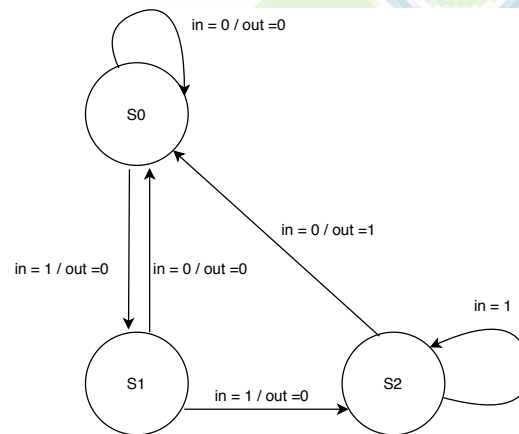 in = 0 / out =0
S0
in = 0 / out =1
in = 1 / out =0
in = 0 / out =0
in = 1
S1
S2
in = 1 / out =0